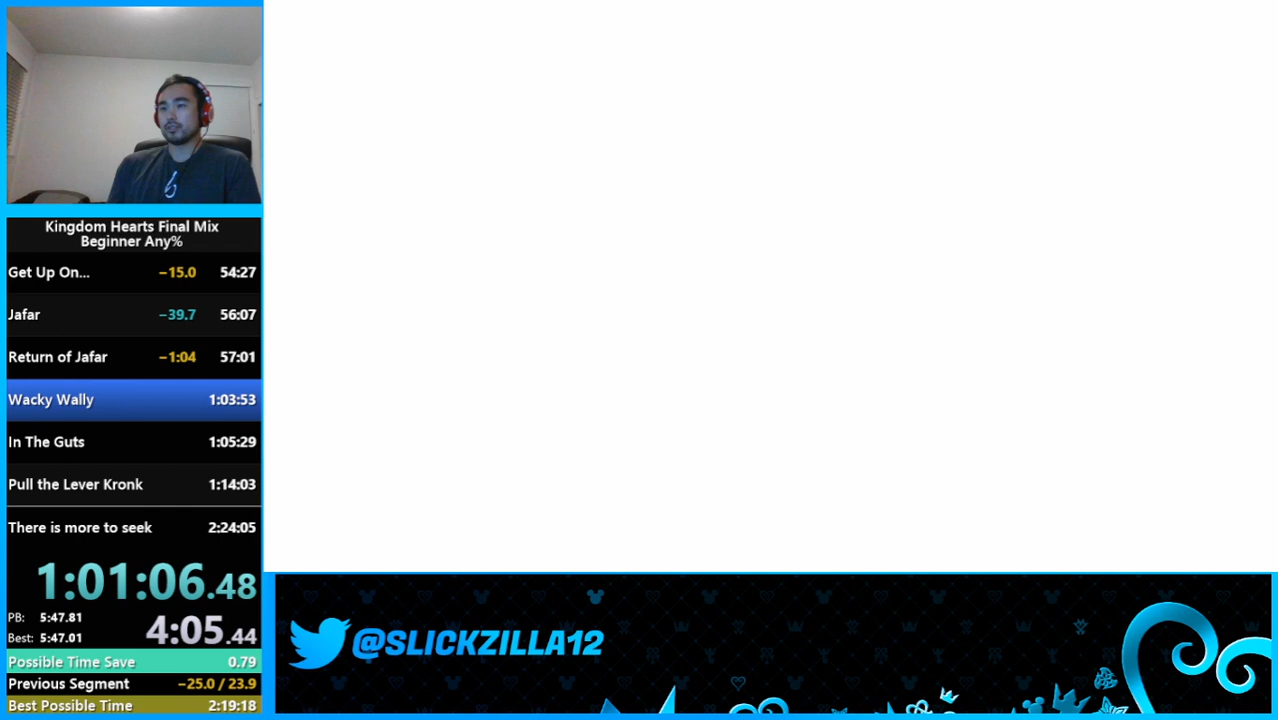 Kingdom Hearts Final Mix
Beginner Any%
Get Up On... −15.0 54:27
Jafar −39.7 56:07
Return of Jafar −1:04 57:01
Wacky Wally 1:03:53
In The Guts 1:05:29
Pull the Lever Kronk 1:14:03
There is more to seek 2:24:05
1:01:06.48
PB: 5:47.81
Best: 5:47.01
4:05.44
Possible Time Save 0.79
Previous Segment −25.0 / 23.9
Best Possible Time 2:19:18
@SLICKZILLA12